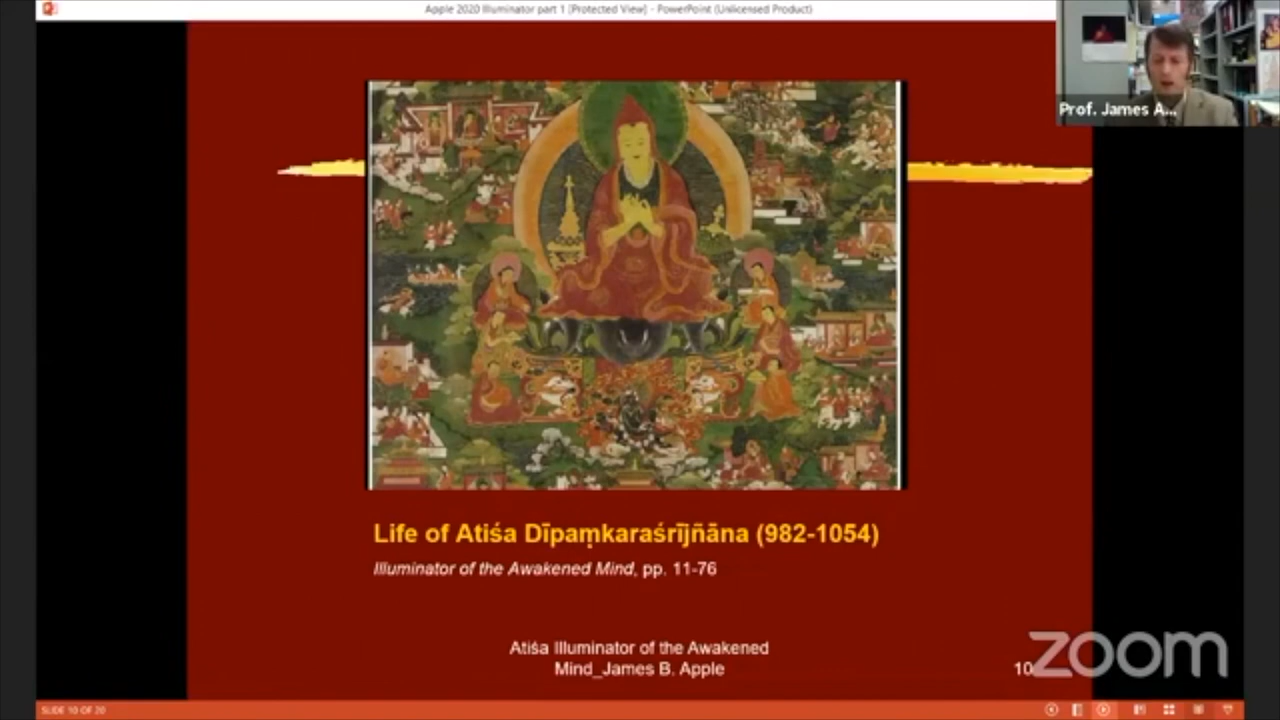 Apple 2020 Illuminator part 1 [Protected View] - PowerPoint (Unlicensed Product)
Prof. James A...
Life of Atiśa Dīpaṃkaraśrījñāna (982-1054)
Illuminator of the Awakened Mind, pp. 11-76
Atiśa Illuminator of the Awakened
Mind_James B. Apple
10
zoom
SLIDE 10 OF 20